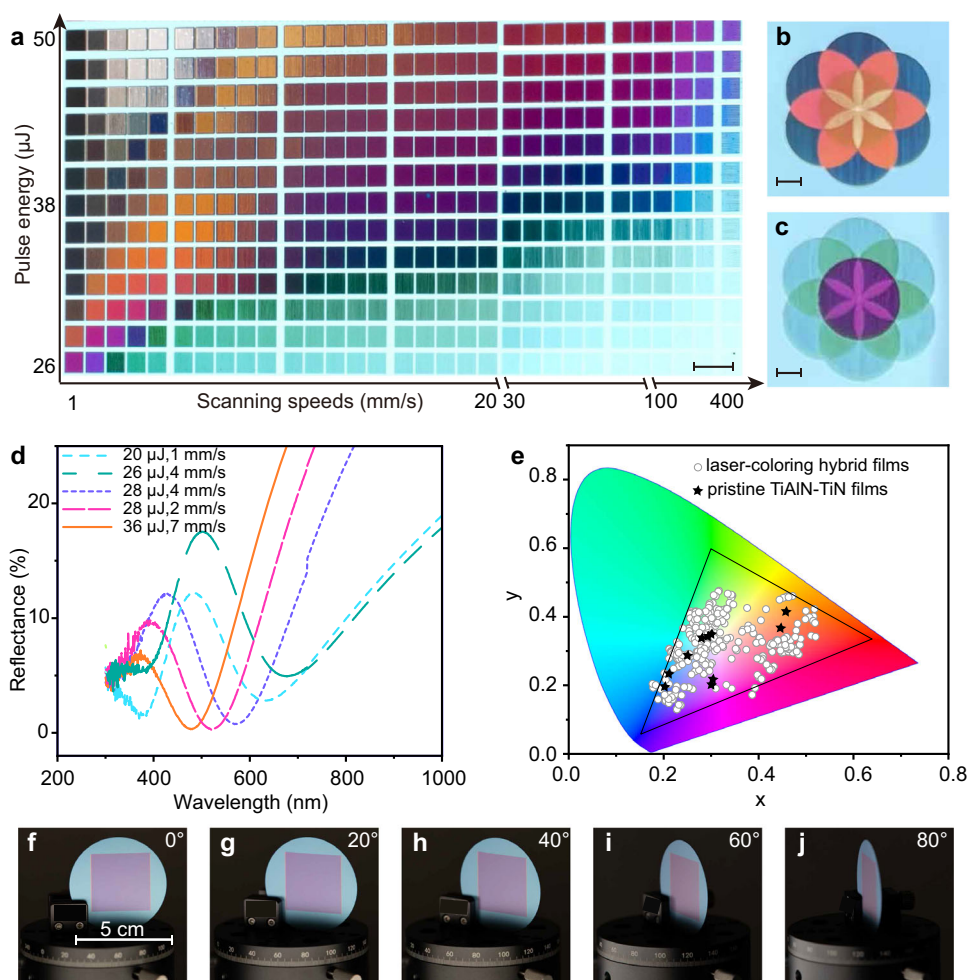 a
50
38
26
Pulse energy (μJ)
1
Scanning speeds (mm/s)
20
30
100
400
b
c
d
20 μJ,1 mm/s
26 μJ,4 mm/s
28 μJ,4 mm/s
28 μJ,2 mm/s
36 μJ,7 mm/s
Reflectance (%)
20
10
0
200 400 600 800 1000
Wavelength (nm)
e
laser-coloring hybrid films
pristine TiAlN-TiN films
y
0.8
0.6
0.4
0.2
0.0
0.0 0.2 0.4 0.6 0.8
x
f 0°
5 cm
g 20°
h 40°
i 60°
j 80°